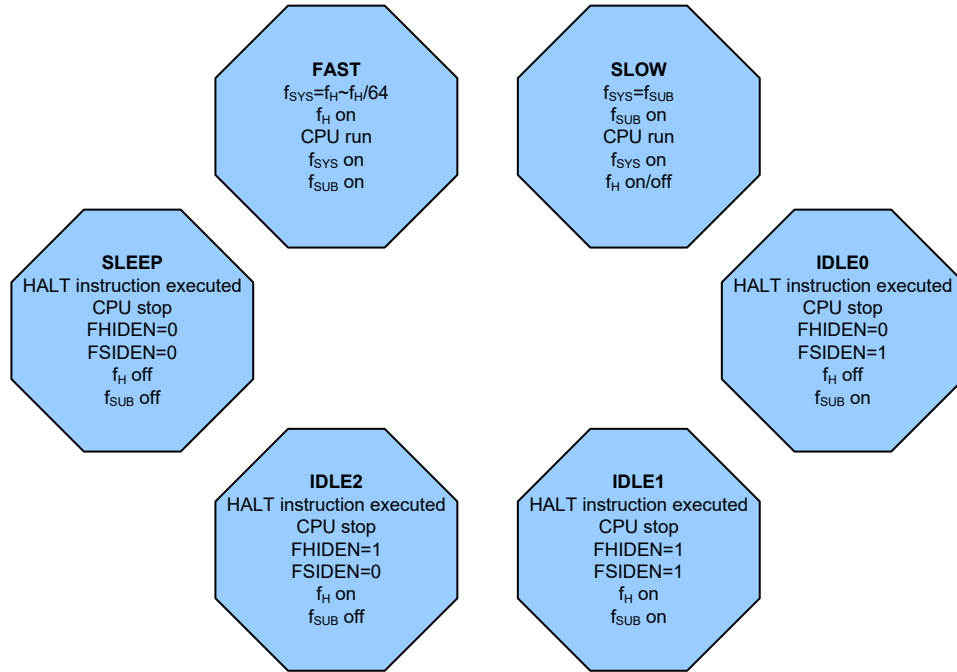 FAST
fSYS=fH~fH/64
fH on
CPU run
fSYS on
fSUB on
SLOW
fSYS=fSUB
fSUB on
CPU run
fSYS on
fH on/off
SLEEP
HALT instruction executed
CPU stop
FHIDEN=0
FSIDEN=0
fH off
fSUB off
IDLE0
HALT instruction executed
CPU stop
FHIDEN=0
FSIDEN=1
fH off
fSUB on
IDLE2
HALT instruction executed
CPU stop
FHIDEN=1
FSIDEN=0
fH on
fSUB off
IDLE1
HALT instruction executed
CPU stop
FHIDEN=1
FSIDEN=1
fH on
fSUB on